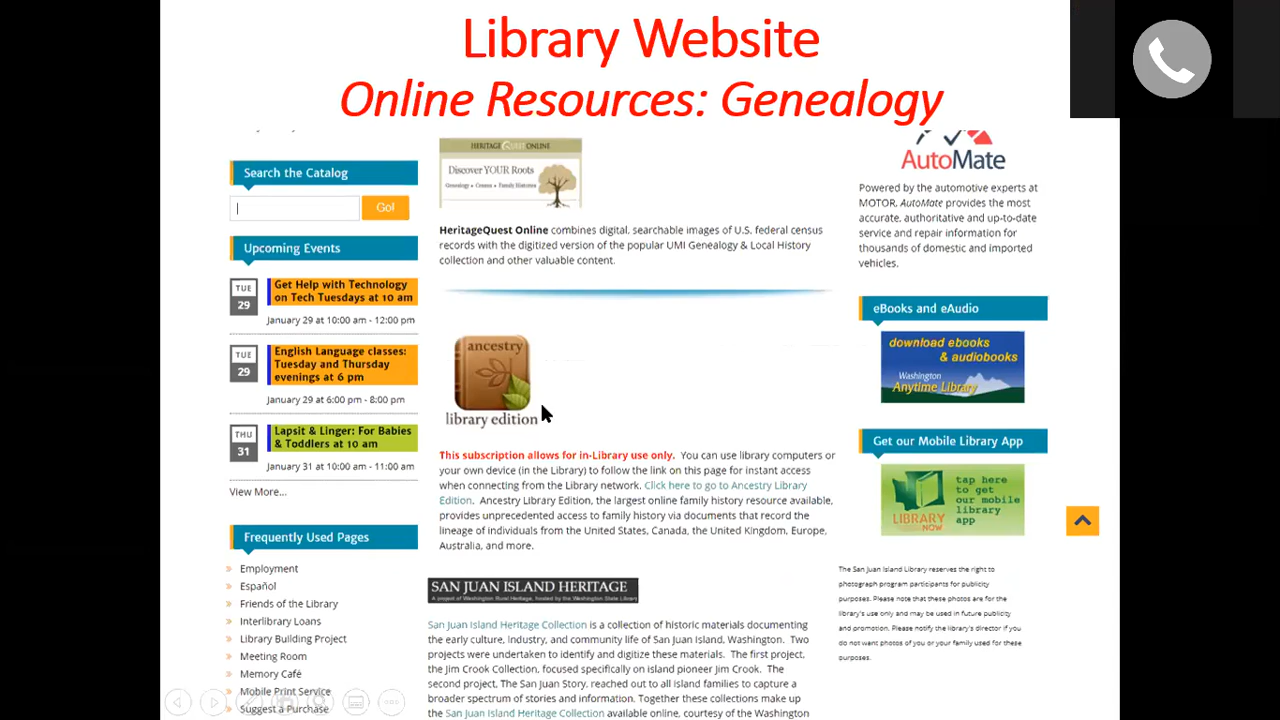 Library Website
Online Resources: Genealogy
Search the Catalog
Go!
Upcoming Events
TUE
29
Get Help with Technology
on Tech Tuesdays at 10 am
January 29 at 10:00 am - 12:00 pm
TUE
29
English Language classes:
Tuesday and Thursday
evenings at 6 pm
January 29 at 6:00 pm - 8:00 pm
THU
31
Lapsit & Linger: For Babies
& Toddlers at 10 am
January 31 at 10:00 am - 11:00 am
View More...
Frequently Used Pages
Employment
Español
Friends of the Library
Interlibrary Loans
Library Building Project
Meeting Room
Memory Café
Mobile Print Service
Suggest a Purchase
HERITAGEQUEST ONLINE
Discover YOUR Roots
Genealogy • Census • Family Histories
HeritageQuest Online combines digital, searchable images of U.S. federal census
records with the digitized version of the popular UMI Genealogy & Local History
collection and other valuable content.
ancestry
library edition
This subscription allows for in-Library use only. You can use library computers or
your own device (in the Library) to follow the link on this page for instant access
when connecting from the Library network. Click here to go to Ancestry Library
Edition. Ancestry Library Edition, the largest online family history resource available,
provides unprecedented access to family history via documents that record the
lineage of individuals from the United States, Canada, the United Kingdom, Europe,
Australia, and more.
SAN JUAN ISLAND HERITAGE
A project of Washington Rural Heritage, hosted by the Washington State Library
San Juan Island Heritage Collection is a collection of historic materials documenting
the early culture, industry, and community life of San Juan Island, Washington. Two
projects were undertaken to identify and digitize these materials. The first project,
the Jim Crook Collection, focused specifically on island pioneer Jim Crook. The
second project, The San Juan Story, reached out to all island families to capture a
broader spectrum of stories and information. Together these collections make up
the San Juan Island Heritage Collection available online, courtesy of the Washington
AutoMate
Powered by the automotive experts at
MOTOR, AutoMate provides the most
accurate, authoritative and up-to-date
service and repair information for
thousands of domestic and imported
vehicles.
eBooks and eAudio
download ebooks
& audiobooks
Washington
Anytime Library
Get our Mobile Library App
LIBRARY
NOW
tap here
to get
our mobile
library
app
The San Juan Island Library reserves the right to
photograph program participants for publicity
purposes. Please note that these photos are for the
library's use only and may be used in future publicity
and promotion. Please notify the library's director if you
do not want photos of you or your family used for these
purposes.